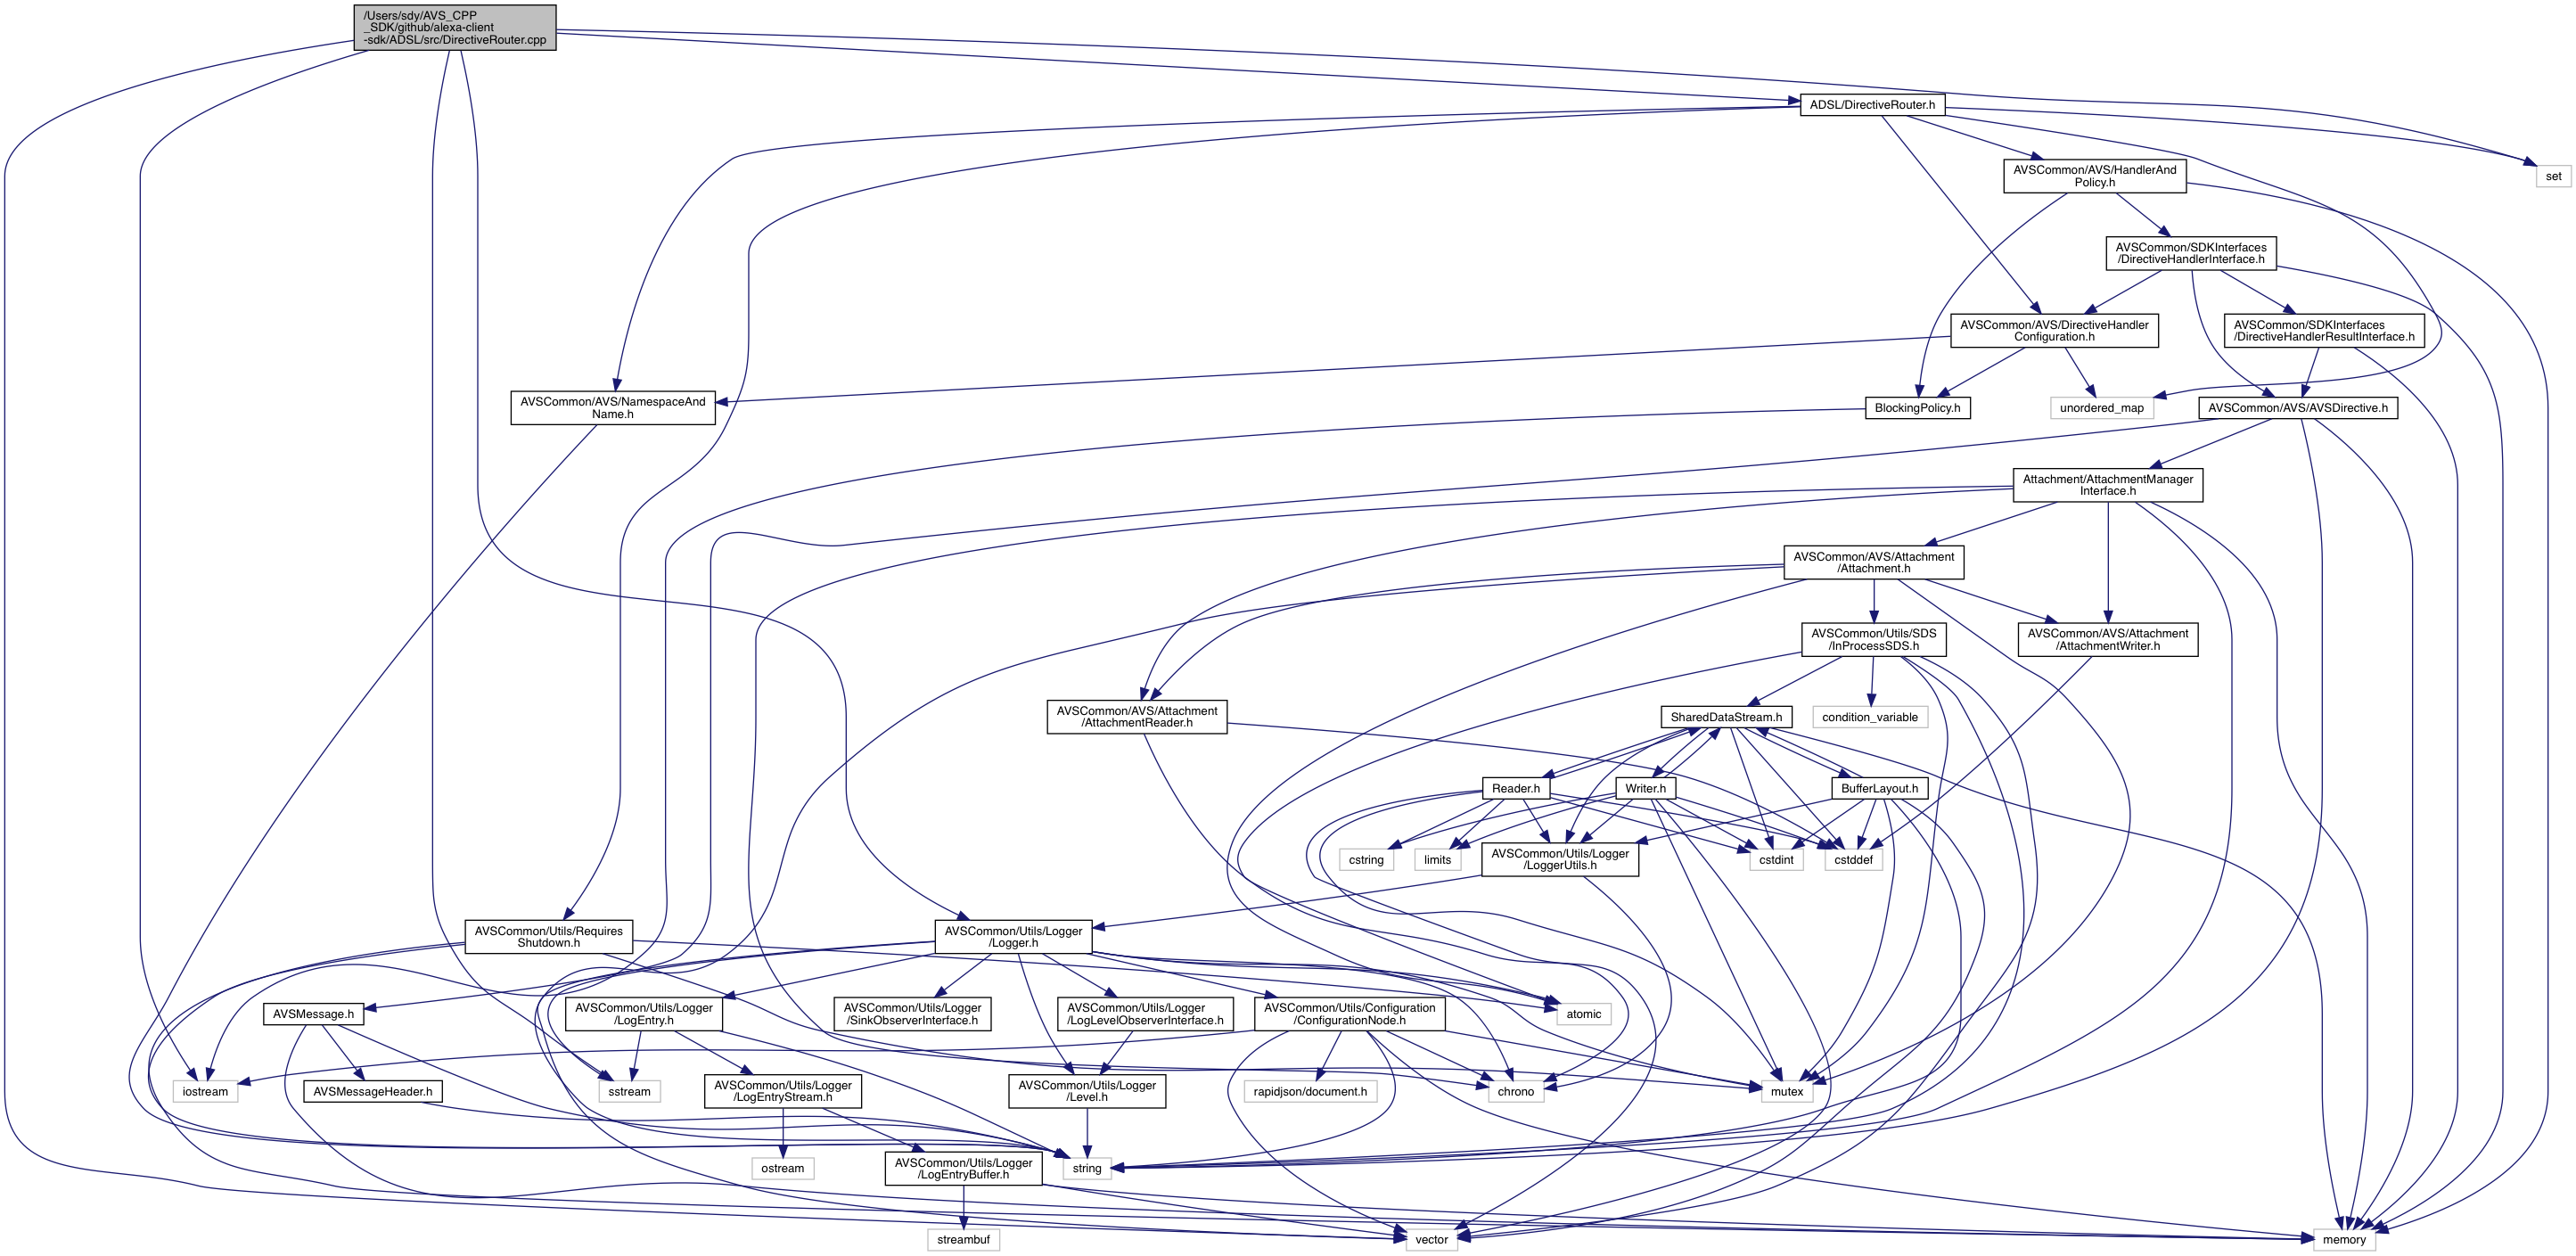 /Users/sdy/AVS_CPP
_SDK/github/alexa-client
-sdk/ADSL/src/DirectiveRouter.cpp
ADSL/DirectiveRouter.h
AVSCommon/AVS/HandlerAnd
Policy.h
set
AVSCommon/SDKInterfaces
/DirectiveHandlerInterface.h
AVSCommon/AVS/DirectiveHandler
Configuration.h
AVSCommon/SDKInterfaces
/DirectiveHandlerResultInterface.h
AVSCommon/AVS/NamespaceAnd
Name.h
BlockingPolicy.h
unordered_map
AVSCommon/AVS/AVSDirective.h
Attachment/AttachmentManager
Interface.h
AVSCommon/AVS/Attachment
/Attachment.h
AVSCommon/Utils/SDS
/InProcessSDS.h
AVSCommon/AVS/Attachment
/AttachmentWriter.h
AVSCommon/AVS/Attachment
/AttachmentReader.h
SharedDataStream.h
condition_variable
Reader.h
Writer.h
BufferLayout.h
cstring
limits
AVSCommon/Utils/Logger
/LoggerUtils.h
cstdint
cstddef
AVSCommon/Utils/Requires
Shutdown.h
AVSCommon/Utils/Logger
/Logger.h
AVSMessage.h
AVSCommon/Utils/Logger
/LogEntry.h
AVSCommon/Utils/Logger
/SinkObserverInterface.h
AVSCommon/Utils/Logger
/LogLevelObserverInterface.h
AVSCommon/Utils/Configuration
/ConfigurationNode.h
atomic
iostream
AVSMessageHeader.h
sstream
AVSCommon/Utils/Logger
/LogEntryStream.h
AVSCommon/Utils/Logger
/Level.h
rapidjson/document.h
chrono
mutex
ostream
AVSCommon/Utils/Logger
/LogEntryBuffer.h
string
streambuf
vector
memory